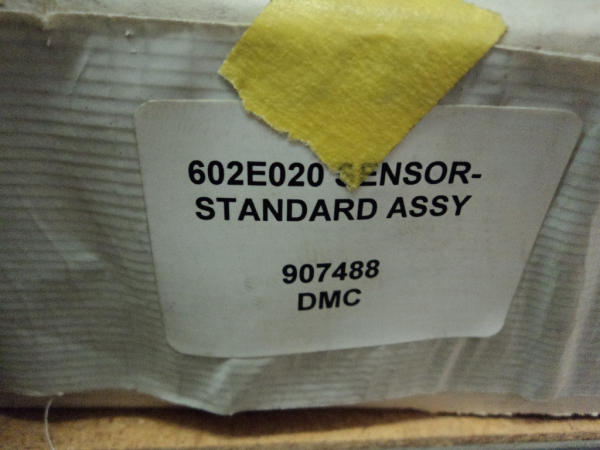 602E020 SENSOR-
STANDARD ASSY
907488
DMC